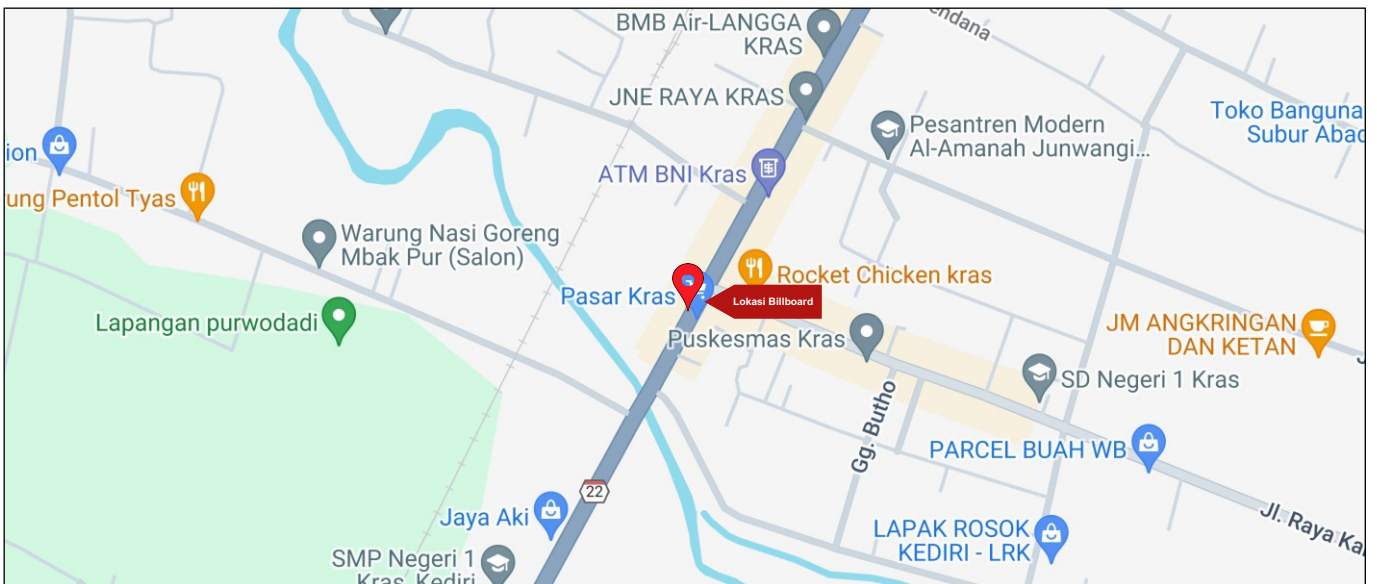 endana
BMB Air-LANGGA
KRAS
JNE RAYA KRAS
Pesantren Modern
Al-Amanah Junwangi...
Toko Banguna
Subur Abad
ion
ATM BNI Kras
ung Pentol Tyas
Warung Nasi Goreng
Mbak Pur (Salon)
Rocket Chicken kras
Pasar Kras
Lokasi Billboard
Lapangan purwodadi
Puskesmas Kras
JM ANGKRINGAN
DAN KETAN
SD Negeri 1 Kras
Gg. Butho
PARCEL BUAH WB
22
Jaya Aki
Jl. Raya Ka
LAPAK ROSOK
KEDIRI - LRK
SMP Negeri 1
Kras, Kediri